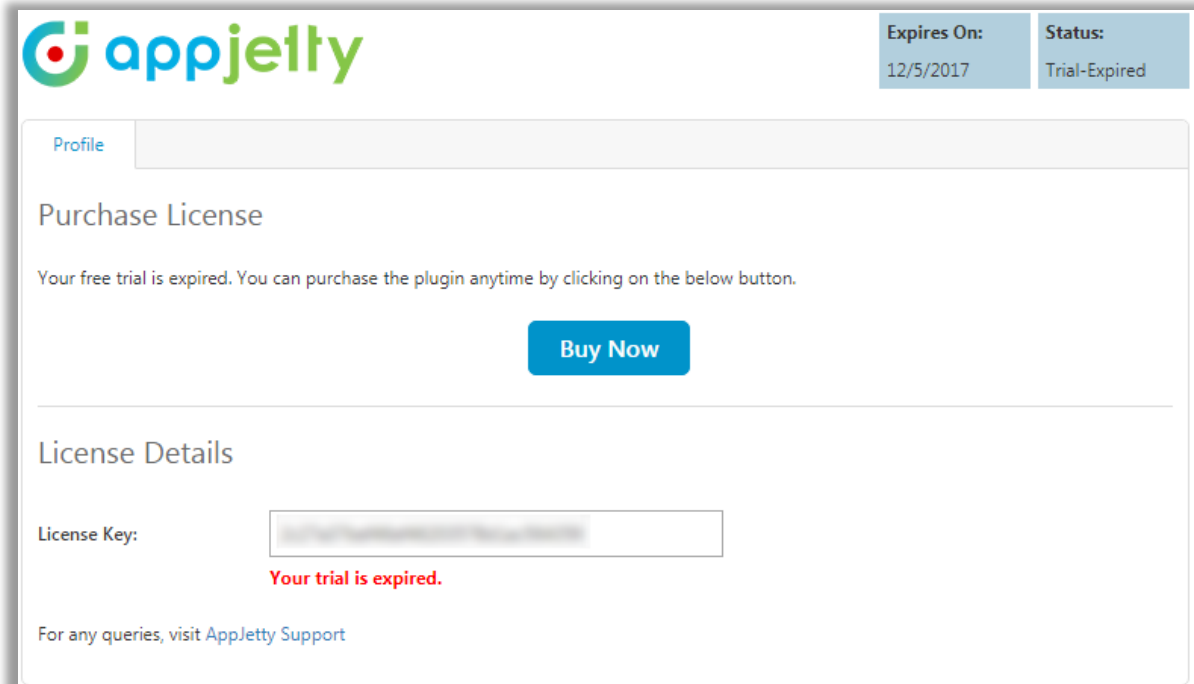 appjetty
Expires On:
12/5/2017
Status:
Trial-Expired
Profile
Purchase License
Your free trial is expired. You can purchase the plugin anytime by clicking on the below button.
Buy Now
License Details
License Key:
Your trial is expired.
For any queries, visit AppJetty Support